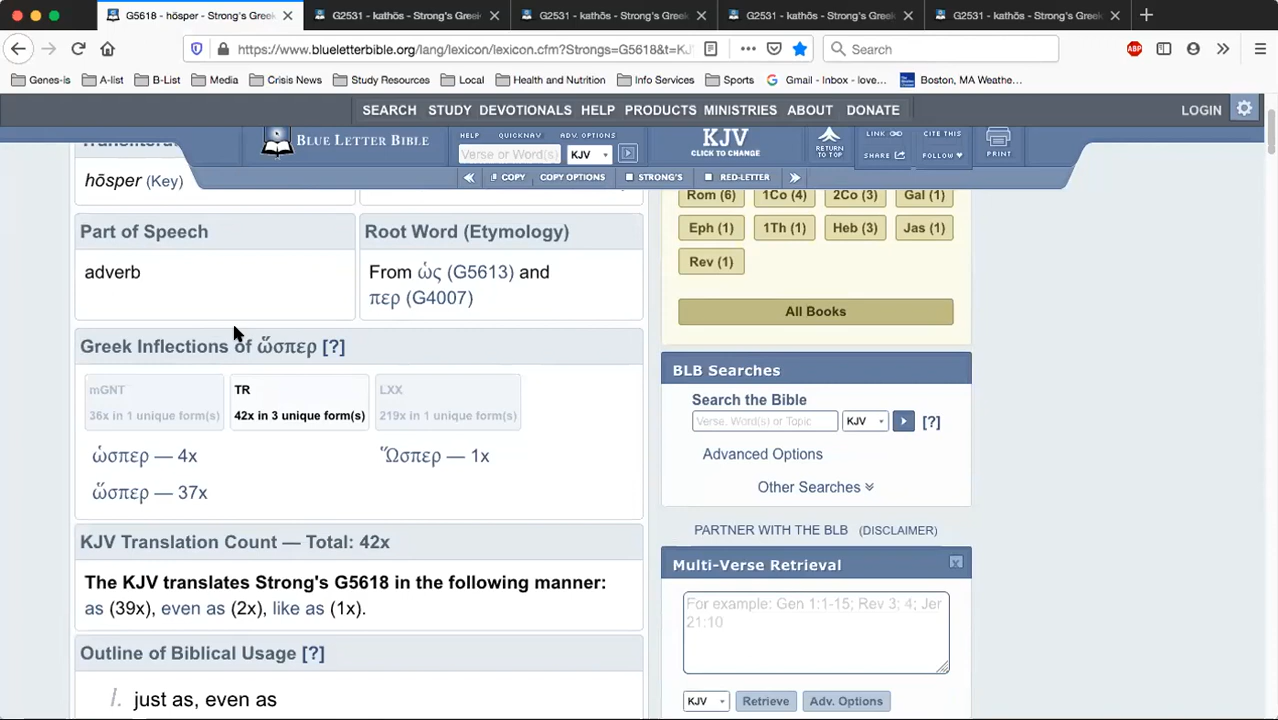 G5618 - hōsper - Strong's Greek
G2531 - kathōs - Strong's Greek
G2531 - kathōs - Strong's Greek
G2531 - kathōs - Strong's Greek
G2531 - kathōs - Strong's Greek
https://www.blueletterbible.org/lang/lexicon/lexicon.cfm?Strongs=G5618&t=KJ
Search
ABP
Genes-is
A-list
B-List
Media
Crisis News
Study Resources
Local
Health and Nutrition
Info Services
Sports
Gmail - Inbox - love...
Boston, MA Weathe...
SEARCH STUDY DEVOTIONALS HELP PRODUCTS MINISTRIES ABOUT DONATE
LOGIN
BLUE LETTER BIBLE
HELP QUICKNAV ADV. OPTIONS
Verse or Word(s)
KJV
KJV
CLICK TO CHANGE
RETURN
TO TOP
LINK
CITE THIS
SHARE
FOLLOW
PRINT
COPY COPY OPTIONS STRONG'S RED-LETTER
hōsper (Key)
Part of Speech
adverb
Root Word (Etymology)
From ὡς (G5613) and
περ (G4007)
Greek Inflections of ὥσπερ [?]
mGNT
36x in 1 unique form(s)
TR
42x in 3 unique form(s)
LXX
219x in 1 unique form(s)
ὡσπερ — 4x
Ὥσπερ — 1x
ὥσπερ — 37x
KJV Translation Count — Total: 42x
The KJV translates Strong's G5618 in the following manner:
as (39x), even as (2x), like as (1x).
Outline of Biblical Usage [?]
I. just as, even as
Rom (6)
1Co (4)
2Co (3)
Gal (1)
Eph (1)
1Th (1)
Heb (3)
Jas (1)
Rev (1)
All Books
BLB Searches
Search the Bible
Verse, Word(s) or Topic
KJV
[?]
Advanced Options
Other Searches
PARTNER WITH THE BLB (DISCLAIMER)
Multi-Verse Retrieval
x
For example: Gen 1:1-15; Rev 3; 4; Jer
21:10
KJV
Retrieve
Adv. Options